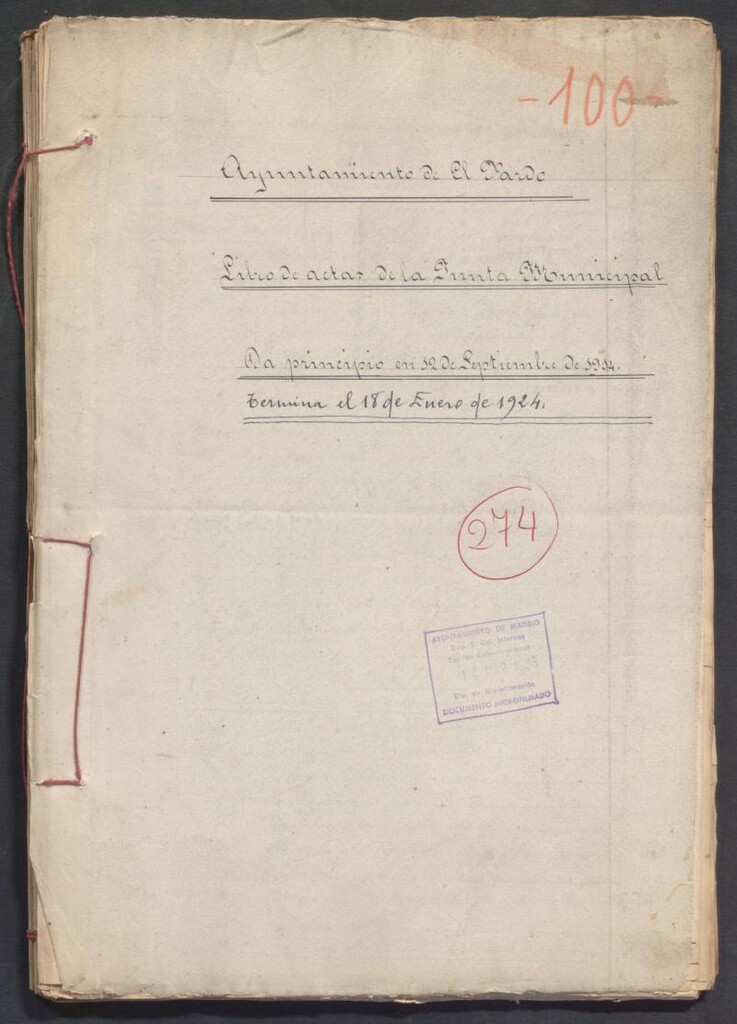 -100-
Ayuntamiento de El Pardo
Libro de actas de la Junta Municipal
Da principio en 12 de Septiembre de 1914.
Termina el 18 de Enero de 1924.
274
AYUNTAMIENTO DE MADRID
DOCUMENTO MICROFILMADO